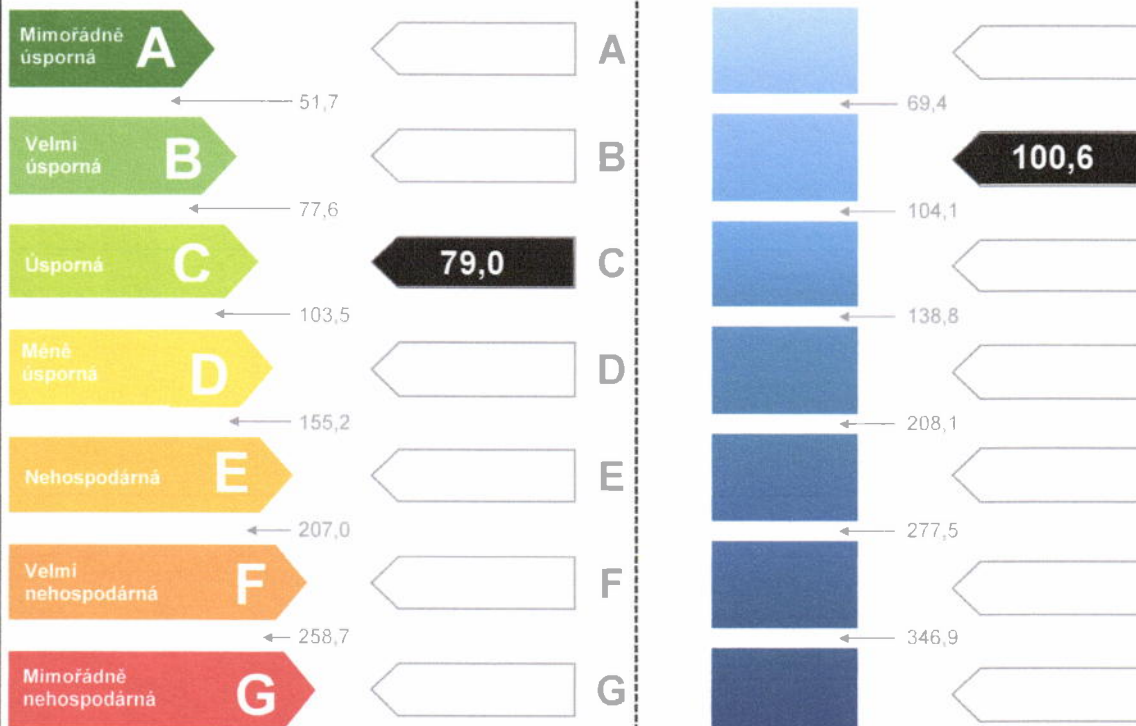 Mimořádně
úsporná
A
A
51,7
69,4
Velmi
úsporná
B
B
100,6
77,6
104,1
Úsporná
C
79,0
C
103,5
138,8
Méně
úsporná
D
D
155,2
208,1
Nehospodárná
E
E
207,0
277,5
Velmi
nehospodárná
F
F
258,7
346,9
Mimořádně
nehospodárná
G
G